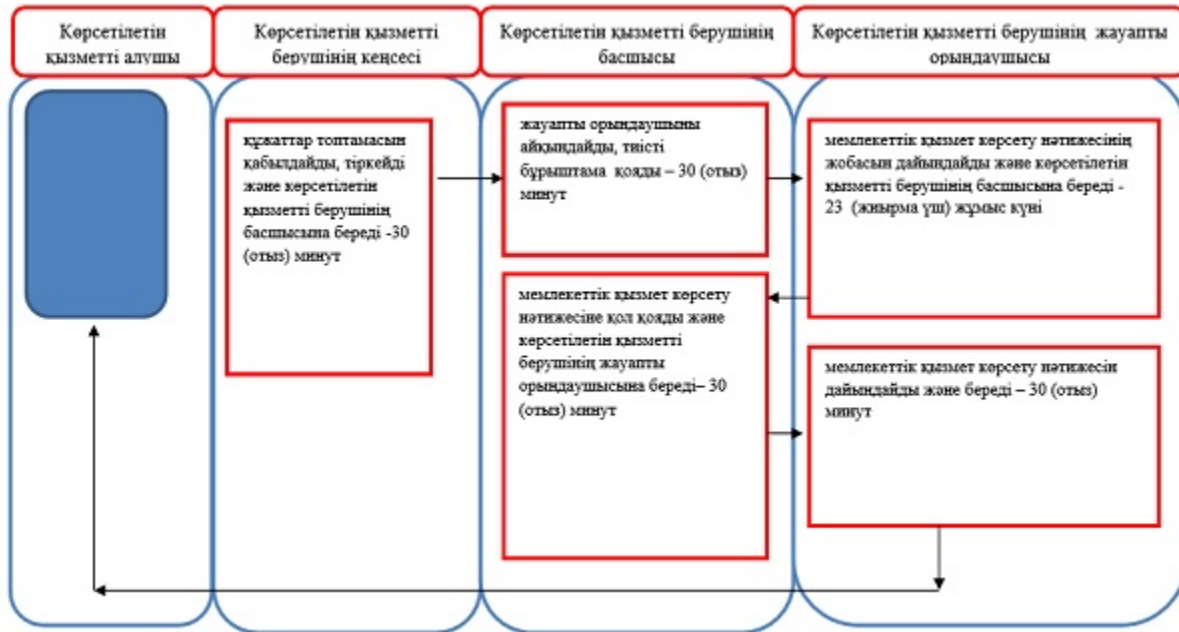 Көрсетілетін
қызметті алушы
Көрсетілетін қызметті
берушінің кеңсесі
Көрсетілетін қызметті берушінің
басшысы
Көрсетілетін қызметті берушінің жауапты
орындаушысы
құжаттар топтамасын
қабылдайды, тіркейді
және көрсетілетін
қызметті берушінің
басшысына береді -30
(отыз) минут
жауапты орындаушыны
айқындайды, тиісті
бұрыштама қояды – 30 (отыз)
минут
мемлекеттік қызмет көрсету нәтижесінің
жобасын дайындайды және көрсетілетін
қызметті берушінің басшысына береді -
23 (жиырма үш) жұмыс күні
мемлекеттік қызмет көрсету
нәтижесіне қол қояды және
көрсетілетін қызметті
берушінің жауапты
орындаушысына береді– 30
(отыз) минут
мемлекеттік қызмет көрсету нәтижесін
дайындайды және береді – 30 (отыз)
минут